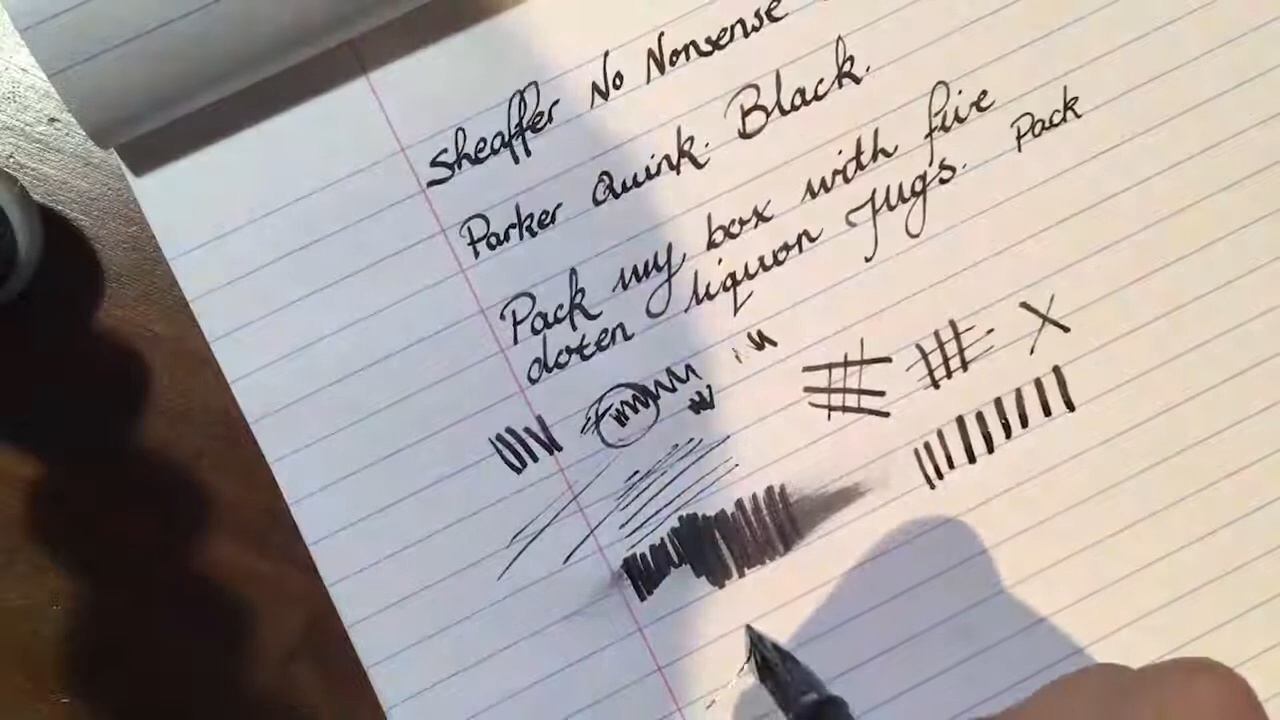 Sheaffer No Nonsense
Parker Quink. Black.
Pack my box with five
dozen liquor Jugs. Pack